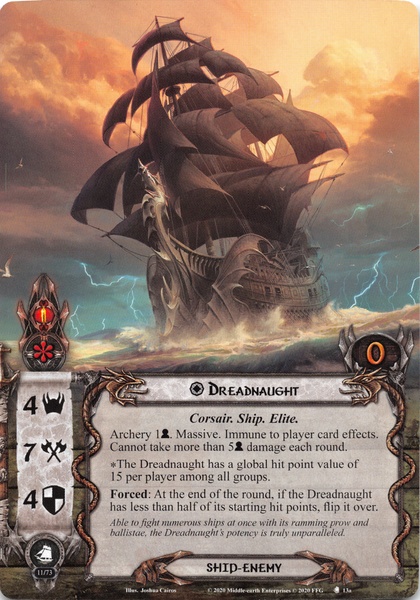 0
Dreadnaught
Corsair. Ship. Elite.
4
7
4
Archery 1. Massive. Immune to player card effects.
Cannot take more than 5 damage each round.
*The Dreadnaught has a global hit point value of
15 per player among all groups.
Forced: At the end of the round, if the Dreadnaught
has less than half of its starting hit points, flip it over.
Able to fight numerous ships at once with its ramming prow and
ballistae, the Dreadnaught's potency is truly unparalleled.
11/73
SHIP-ENEMY
Illus. Joshua Cairos © 2020 Middle-earth Enterprises © 2020 FFG 13a